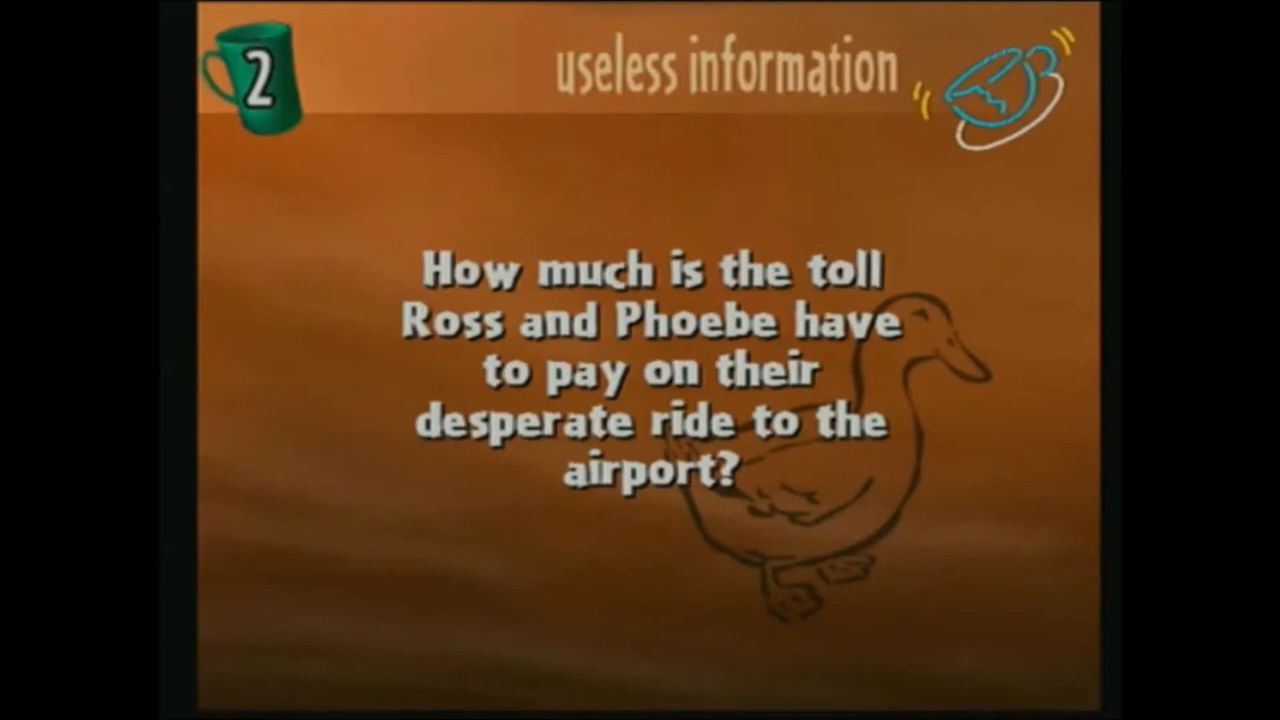 2
useless information
How much is the toll
Ross and Phoebe have
to pay on their
desperate ride to the
airport?